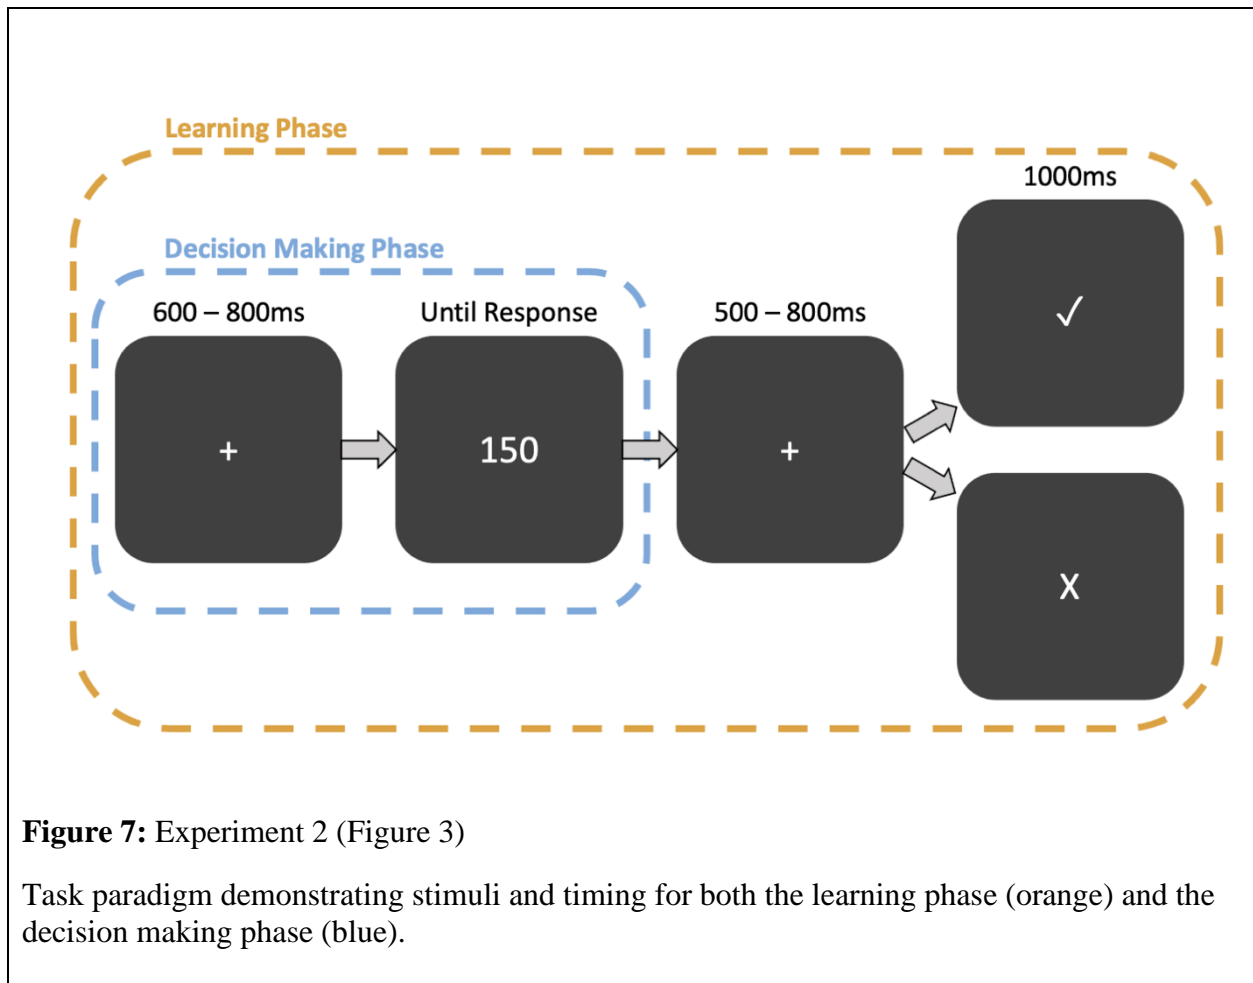 Learning Phase
1000ms
✓
Decision Making Phase
600 – 800ms
Until Response
500 – 800ms
+
150
+
X
Figure 7: Experiment 2 (Figure 3)
Task paradigm demonstrating stimuli and timing for both the learning phase (orange) and the
decision making phase (blue).